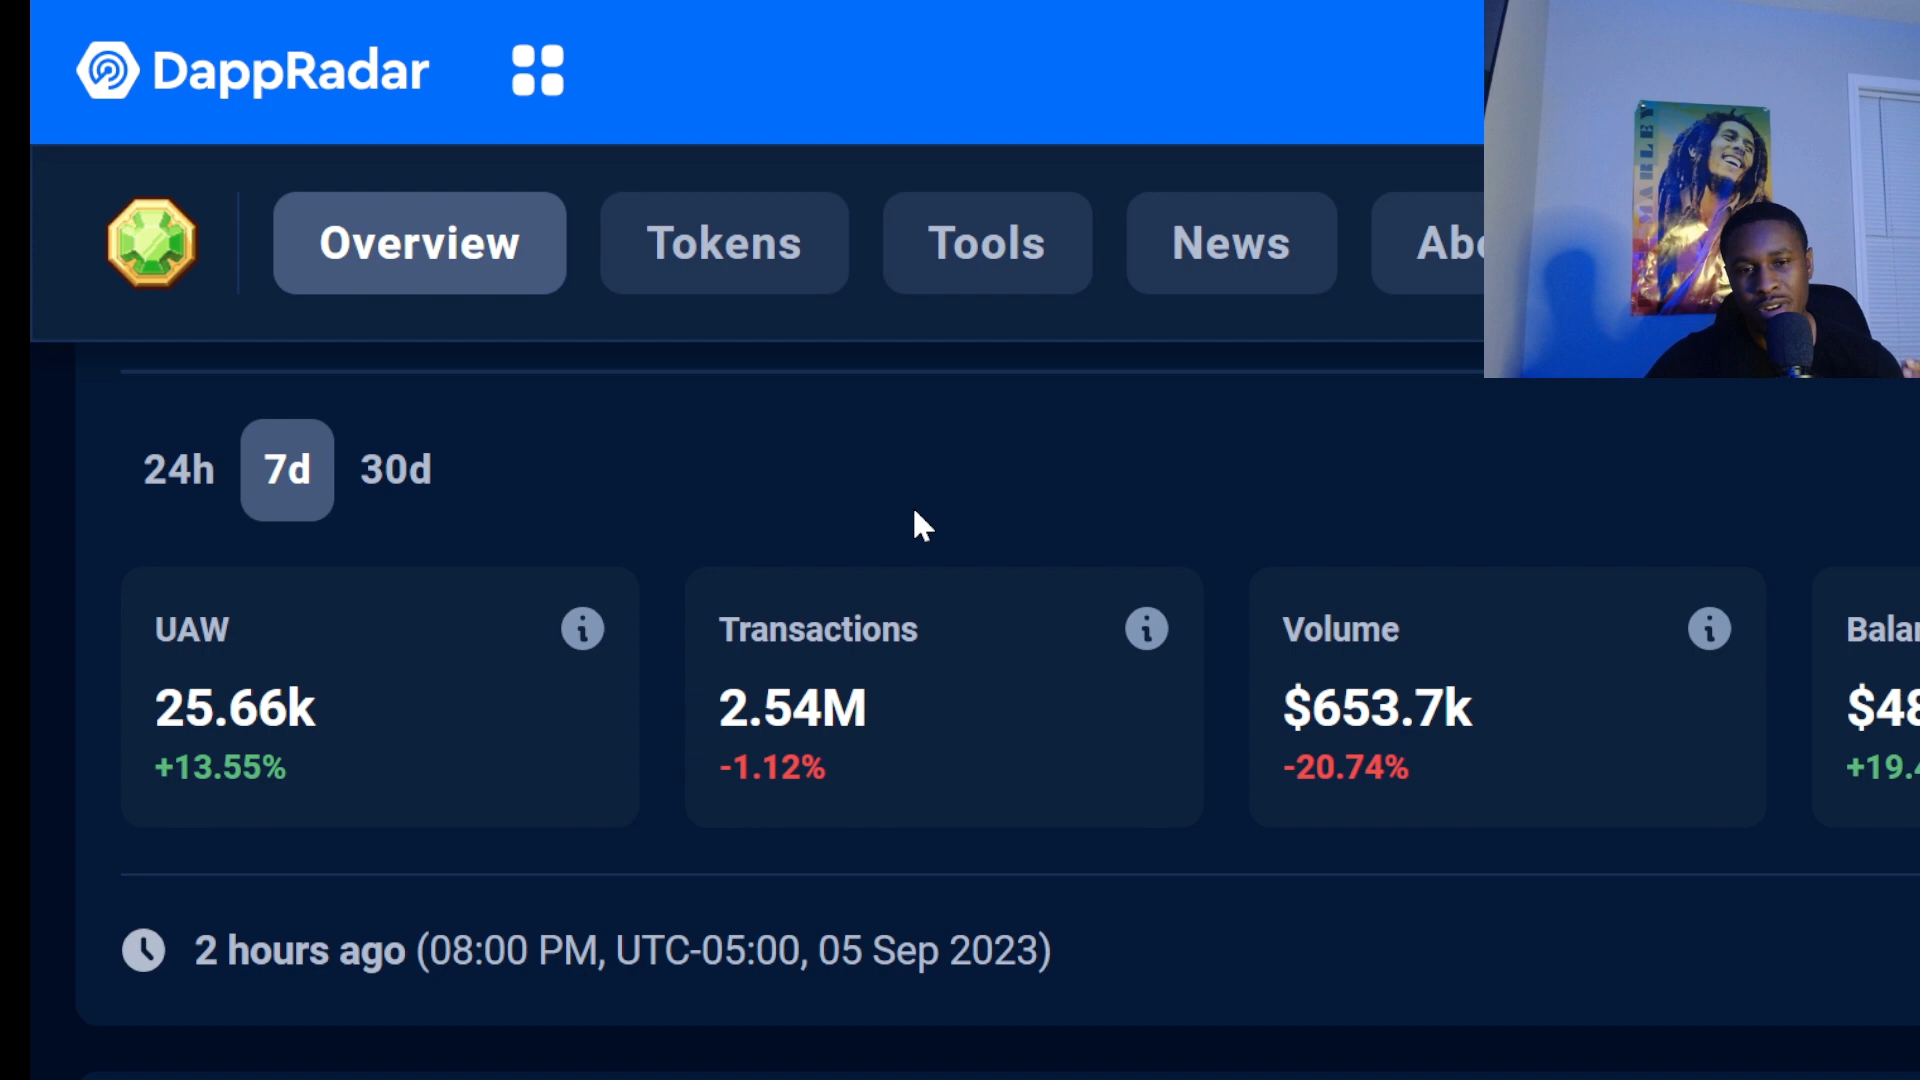 DappRadar
Overview
Tokens
Tools
News
MARLEY
24h
7d
30d
UAW
25.66k
+13.55%
Transactions
2.54M
-1.12%
Volume
$653.7k
-20.74%
2 hours ago (08:00 PM, UTC-05:00, 05 Sep 2023)